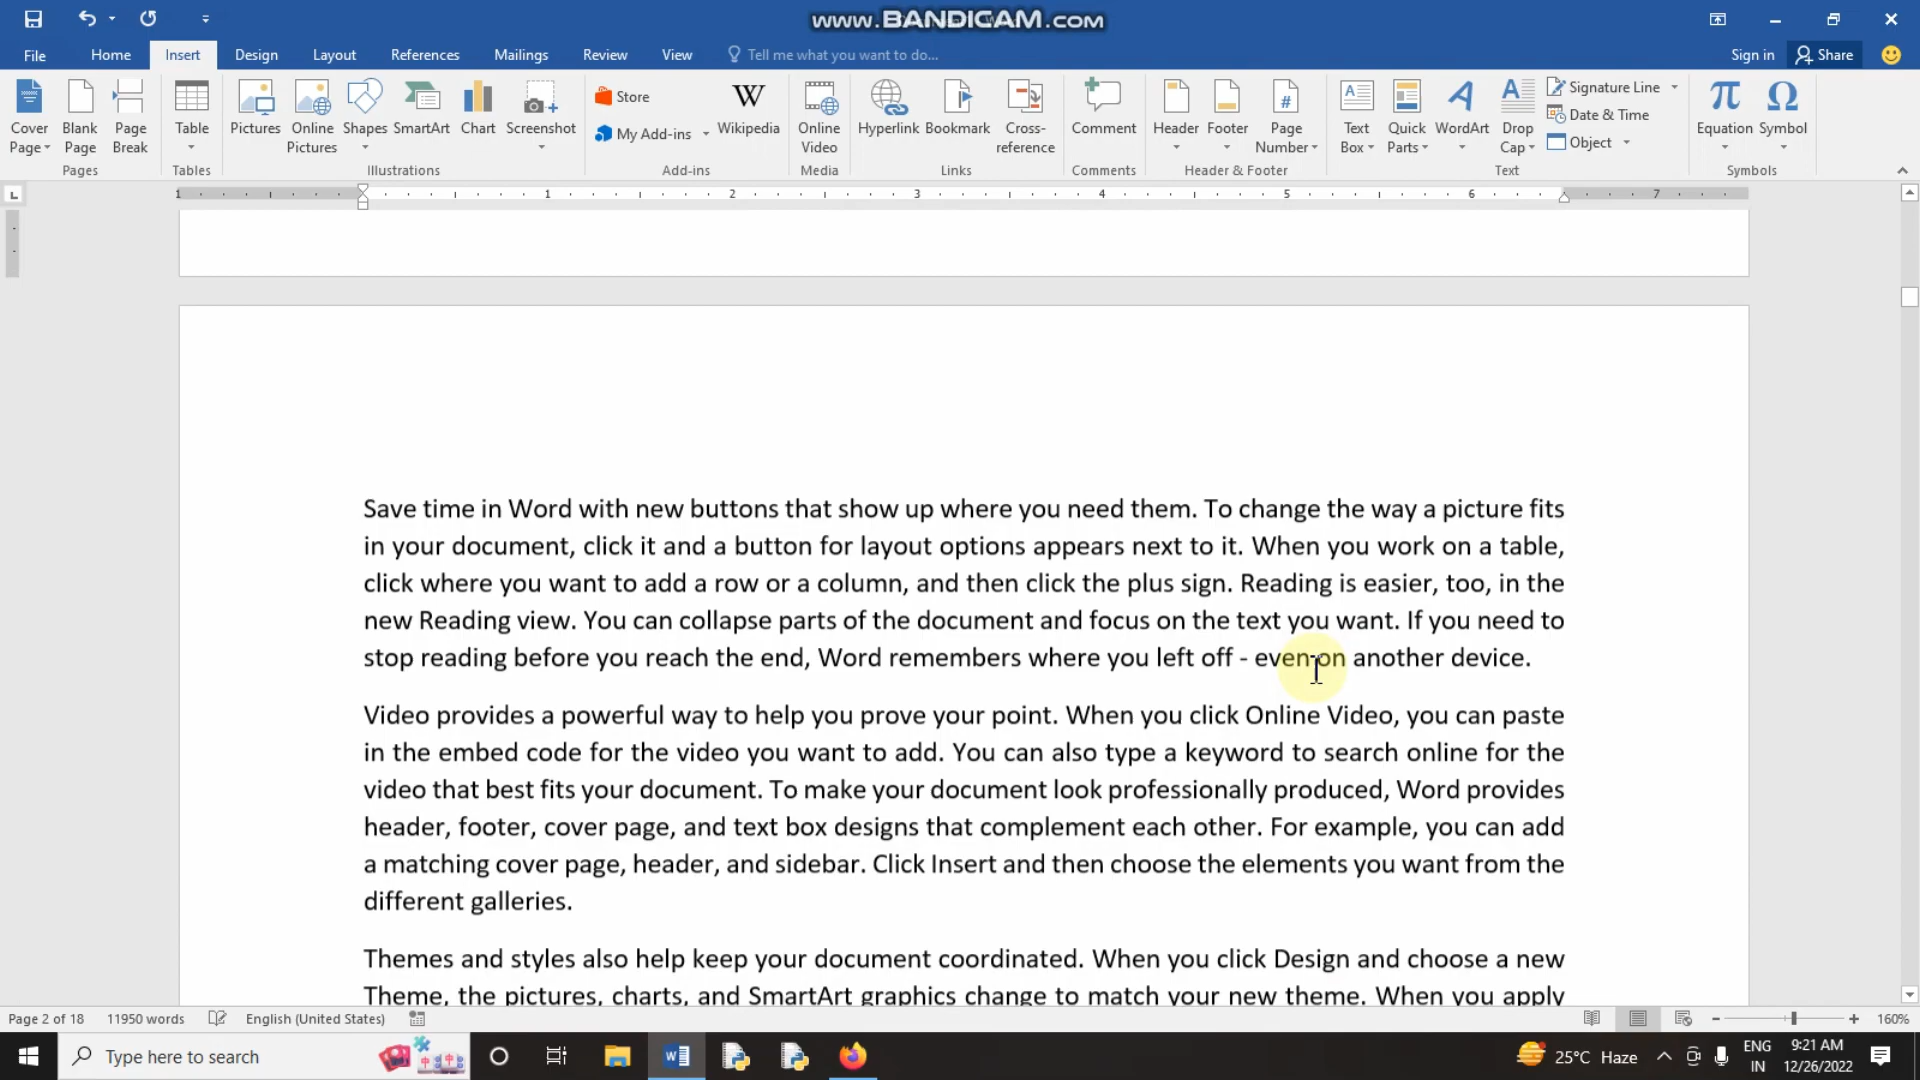 www.BANDICAM.com
File Home Insert Design Layout References Mailings Review View Tell me what you want to do... Sign in Share
Cover Page Blank Page Page Break Table Pictures Online Pictures Shapes SmartArt Chart Screenshot Store My Add-ins Wikipedia Online Video Hyperlink Bookmark Cross-reference Comment Header Footer Page Number Text Box Quick Parts WordArt Drop Cap Signature Line Date & Time Object Equation Symbol
Pages Tables Illustrations Add-ins Media Links Comments Header & Footer Text Symbols
1 1 2 3 4 5 6 7
Save time in Word with new buttons that show up where you need them. To change the way a picture fits
in your document, click it and a button for layout options appears next to it. When you work on a table,
click where you want to add a row or a column, and then click the plus sign. Reading is easier, too, in the
new Reading view. You can collapse parts of the document and focus on the text you want. If you need to
stop reading before you reach the end, Word remembers where you left off - even on another device.
Video provides a powerful way to help you prove your point. When you click Online Video, you can paste
in the embed code for the video you want to add. You can also type a keyword to search online for the
video that best fits your document. To make your document look professionally produced, Word provides
header, footer, cover page, and text box designs that complement each other. For example, you can add
a matching cover page, header, and sidebar. Click Insert and then choose the elements you want from the
different galleries.
Themes and styles also help keep your document coordinated. When you click Design and choose a new
Theme, the pictures, charts, and SmartArt graphics change to match your new theme. When you apply
Page 2 of 18 11950 words English (United States) 160%
Type here to search 25°C Haze ENG IN 9:21 AM 12/26/2022